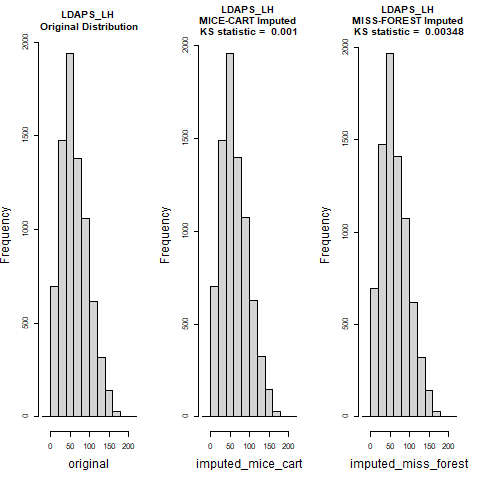 LDAPS_LH
Original Distribution
Frequency
0
500
1000
1500
2000
0
50
100
150
200
original
LDAPS_LH
MICE-CART Imputed
KS statistic =  0.001
Frequency
0
500
1000
1500
2000
0
50
100
150
200
imputed_mice_cart
LDAPS_LH
MISS-FOREST Imputed
KS statistic =  0.00348
Frequency
0
500
1000
1500
2000
0
50
100
150
200
imputed_miss_forest